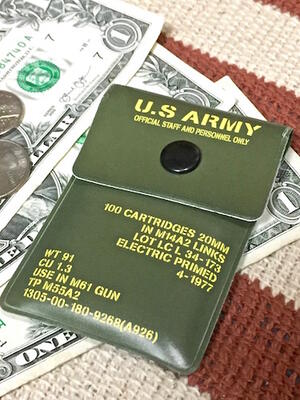 U.S ARMY
OFFICIAL STAFF AND PERSONNEL ONLY
100 CARTRIDGES 20MM
IN M14A2 LINKS
LOT LC L 34-173
ELECTRIC PRIMED
4-1977
WT 91
CU 1.3
USE IN M61 GUN
TP M55A2
1305-00-180-9268(A926)